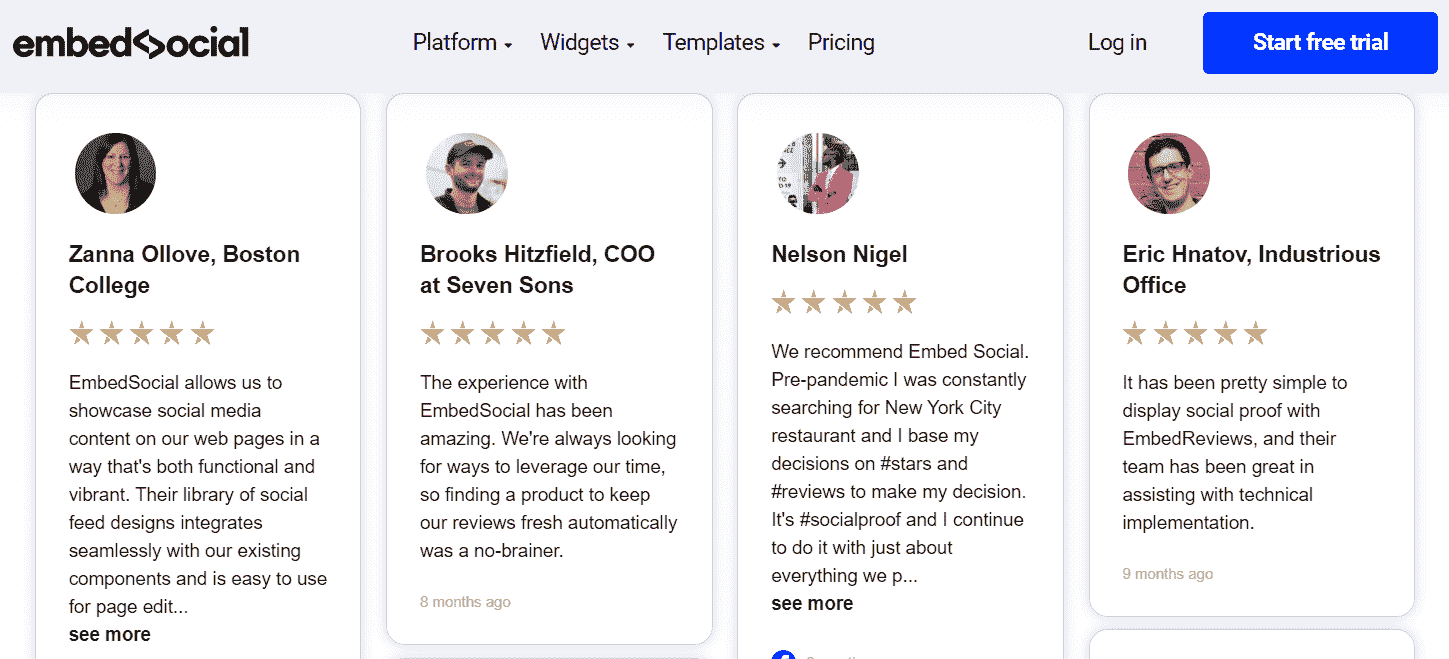 embedSocial
Platform
Widgets
Templates
Pricing
Log in
Start free trial
Zanna Ollove, Boston
College
EmbedSocial allows us to
showcase social media
content on our web pages in a
way that's both functional and
vibrant. Their library of social
feed designs integrates
seamlessly with our existing
components and is easy to use
for page edit...
see more
Brooks Hitzfield, COO
at Seven Sons
The experience with
EmbedSocial has been
amazing. We're always looking
for ways to leverage our time,
so finding a product to keep
our reviews fresh automatically
was a no-brainer.
8 months ago
Nelson Nigel
We recommend Embed Social.
Pre-pandemic I was constantly
searching for New York City
restaurant and I base my
decisions on #stars and
#reviews to make my decision.
It's #socialproof and I continue
to do it with just about
everything we p...
see more
Eric Hnatov, Industrious
Office
It has been pretty simple to
display social proof with
EmbedReviews, and their
team has been great in
assisting with technical
implementation.
9 months ago